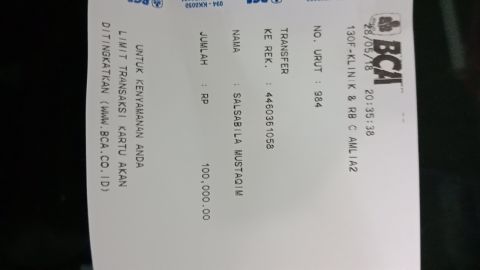 BCA
28/05/18 20:35:38
130F-KLINIK & RB C AMLIA2
NO. URUT : 984
TRANSFER
KE REK. : 4460361058
NAMA : SALSABILA MUSTAQIM
JUMLAH : RP 100,000.00
UNTUK KENYAMANAN ANDA
LIMIT TRANSAKSI KARTU AKAN
DITINGKATKAN (WWW.BCA.CO.ID)